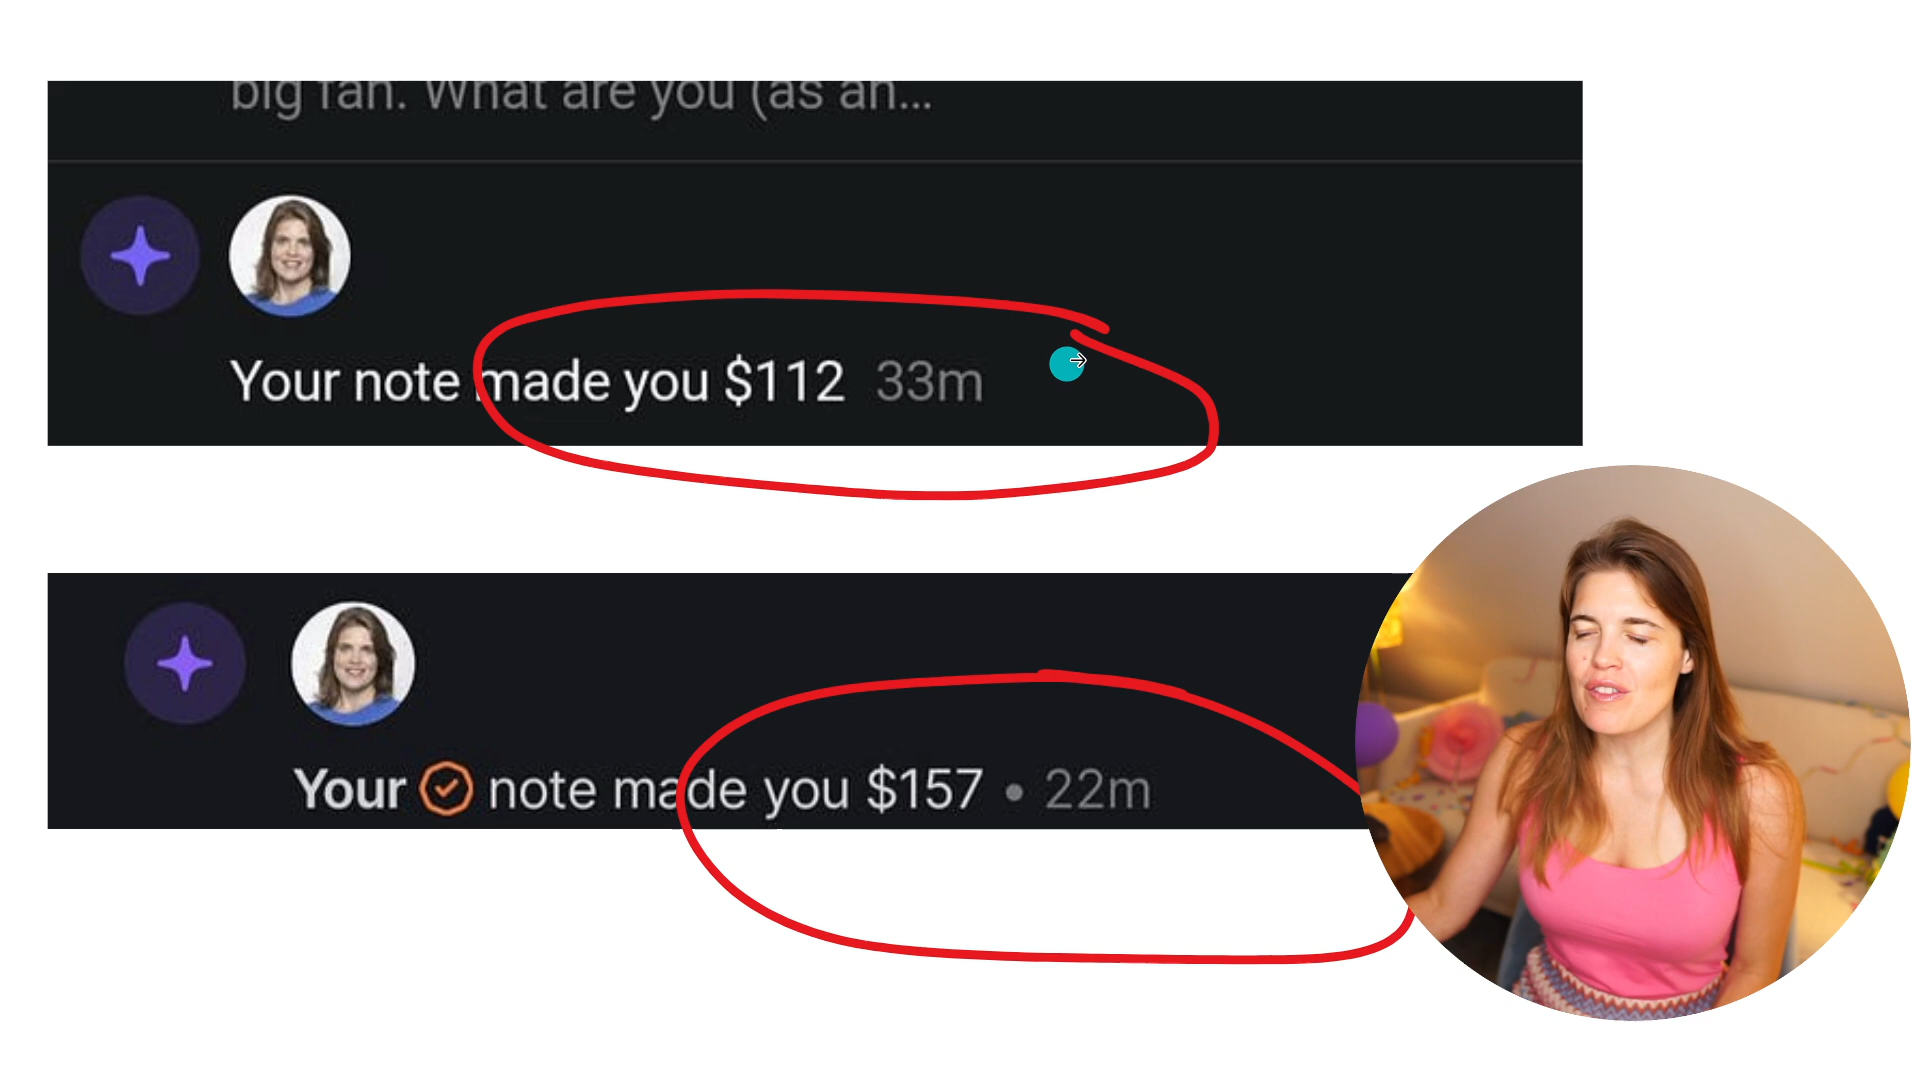 big fan. What are you (as an...
Your note made you $112 33m
Your note made you $157 • 22m